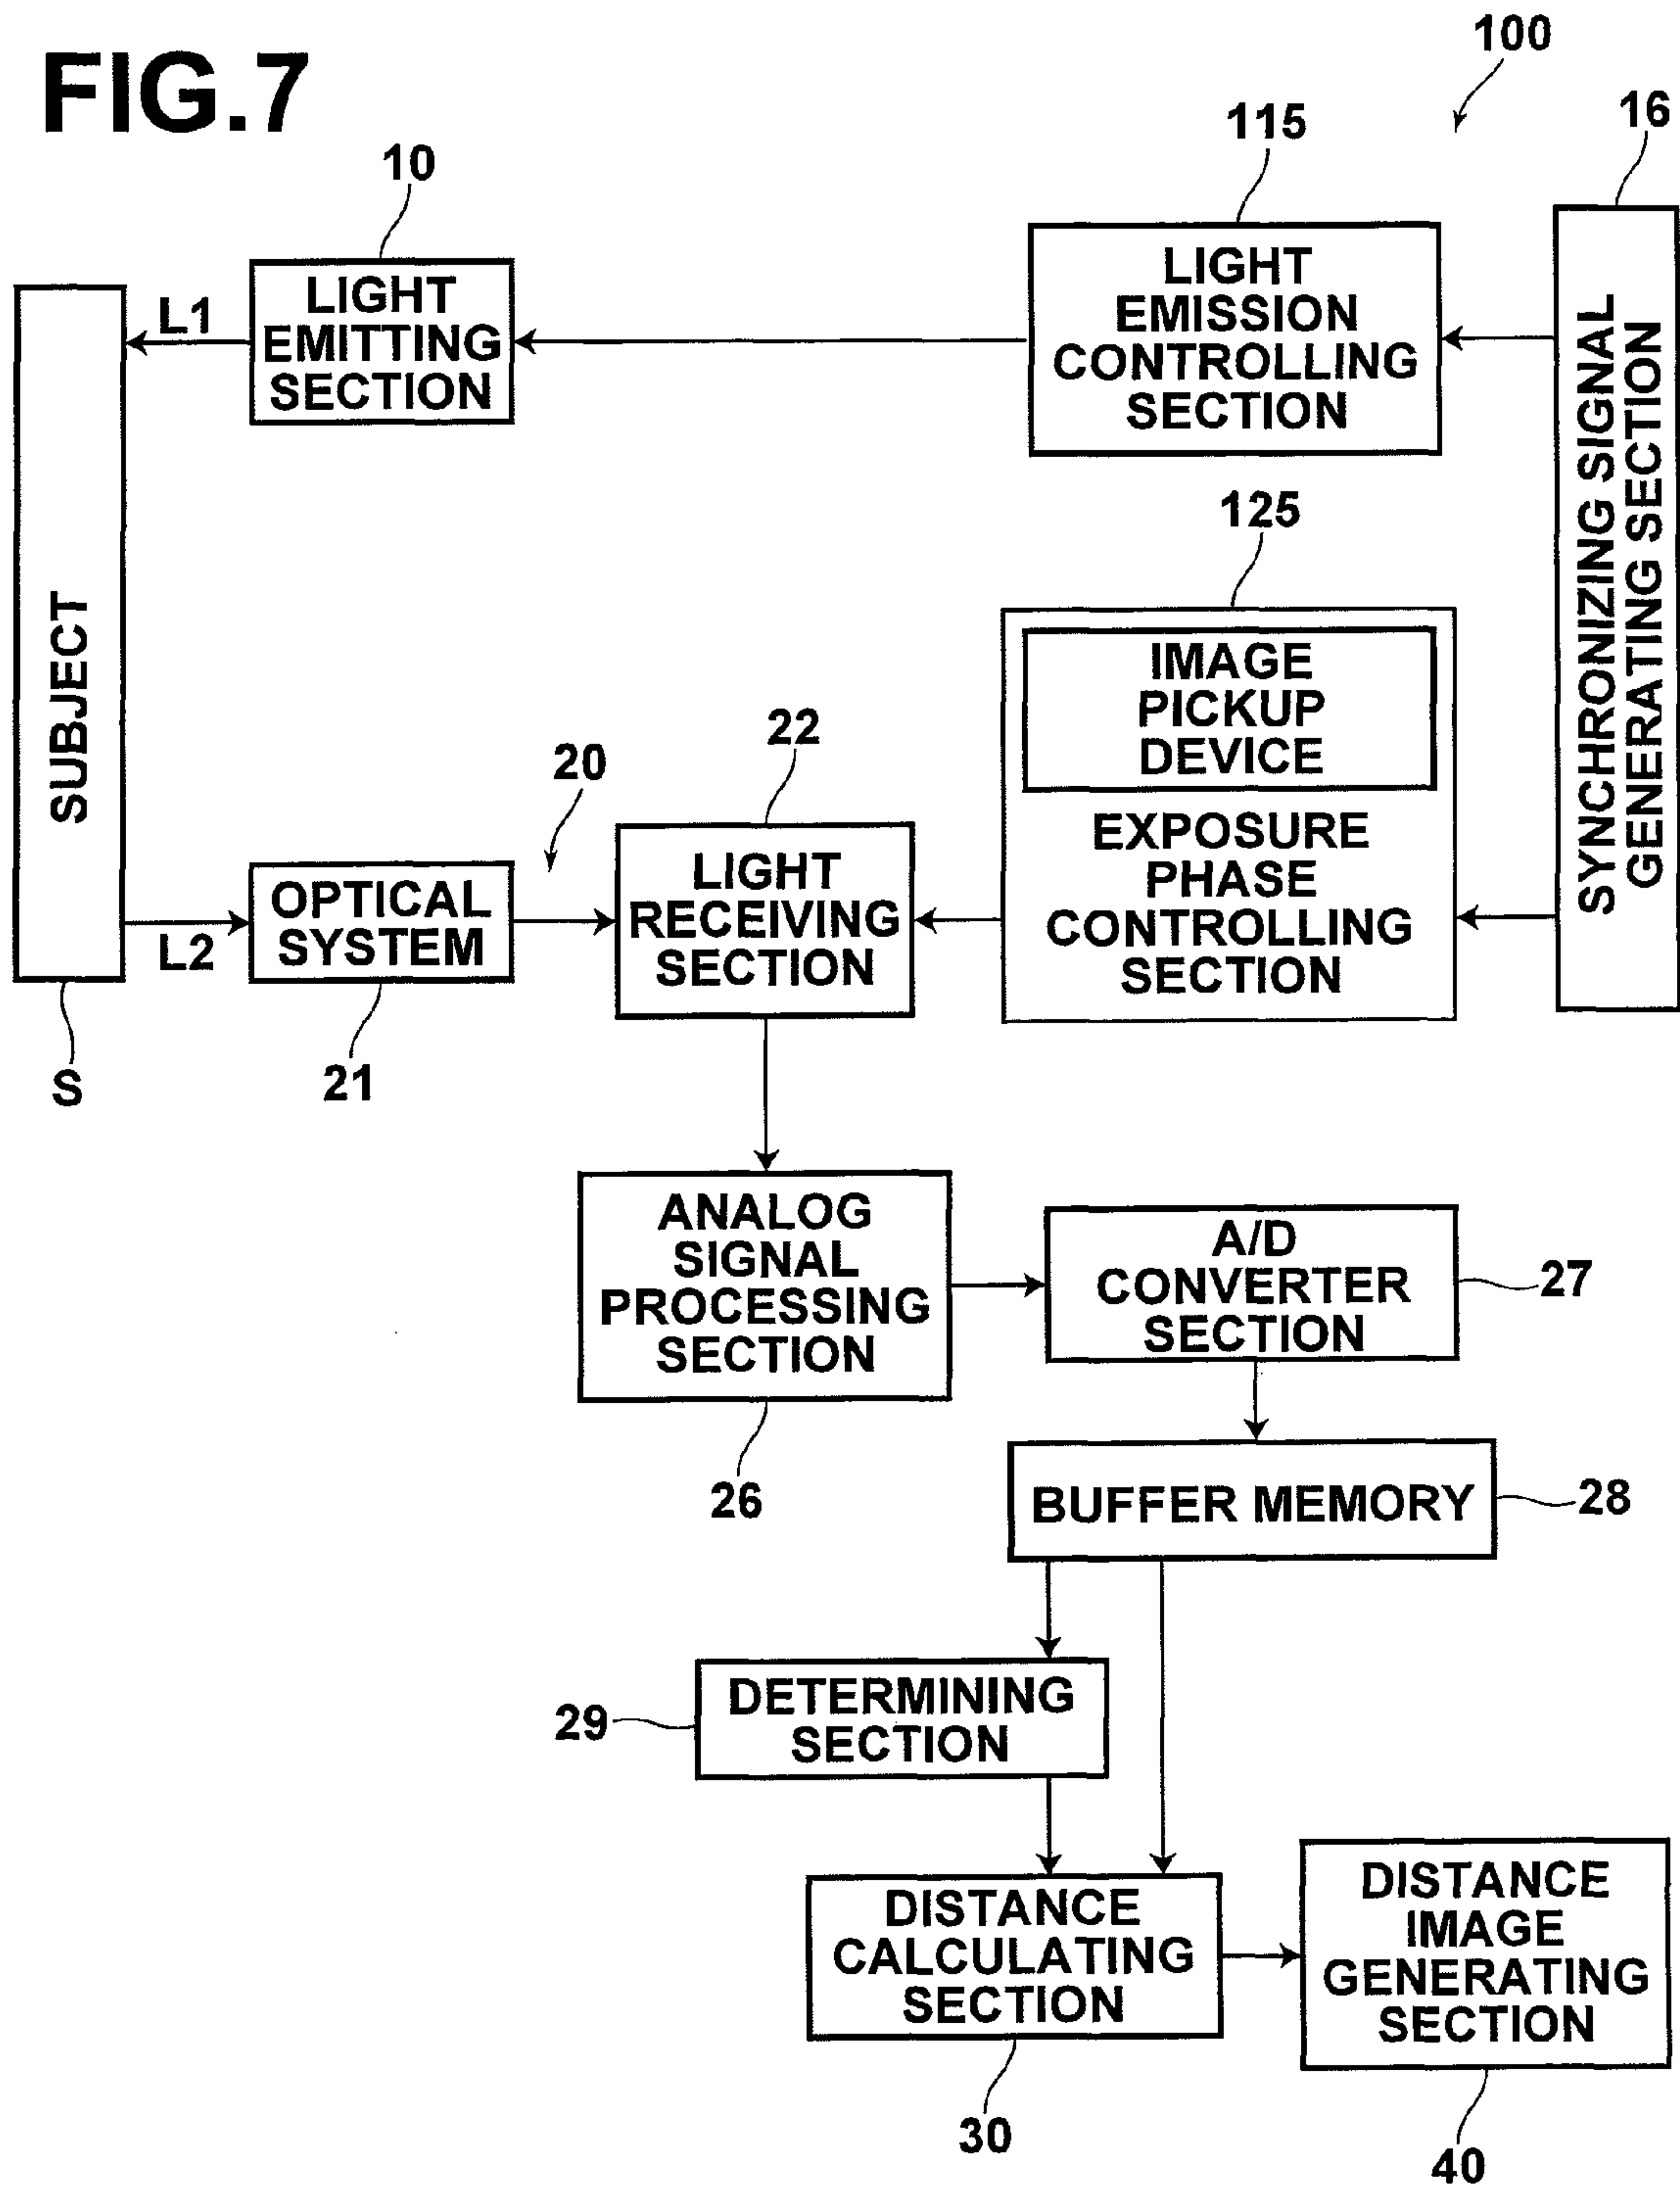 FIG.7
100
115
16
10
LIGHT
EMITTING
SECTION
L1
LIGHT
EMISSION
CONTROLLING
SECTION
SYNCHRONIZING SIGNAL
GENERATING SECTION
SUBJECT
125
IMAGE
PICKUP
DEVICE
EXPOSURE
PHASE
CONTROLLING
SECTION
22
20
LIGHT
RECEIVING
SECTION
OPTICAL
SYSTEM
L2
21
S
ANALOG
SIGNAL
PROCESSING
SECTION
26
A/D
CONVERTER
SECTION
27
BUFFER MEMORY
28
DETERMINING
SECTION
29
DISTANCE
CALCULATING
SECTION
30
DISTANCE
IMAGE
GENERATING
SECTION
40